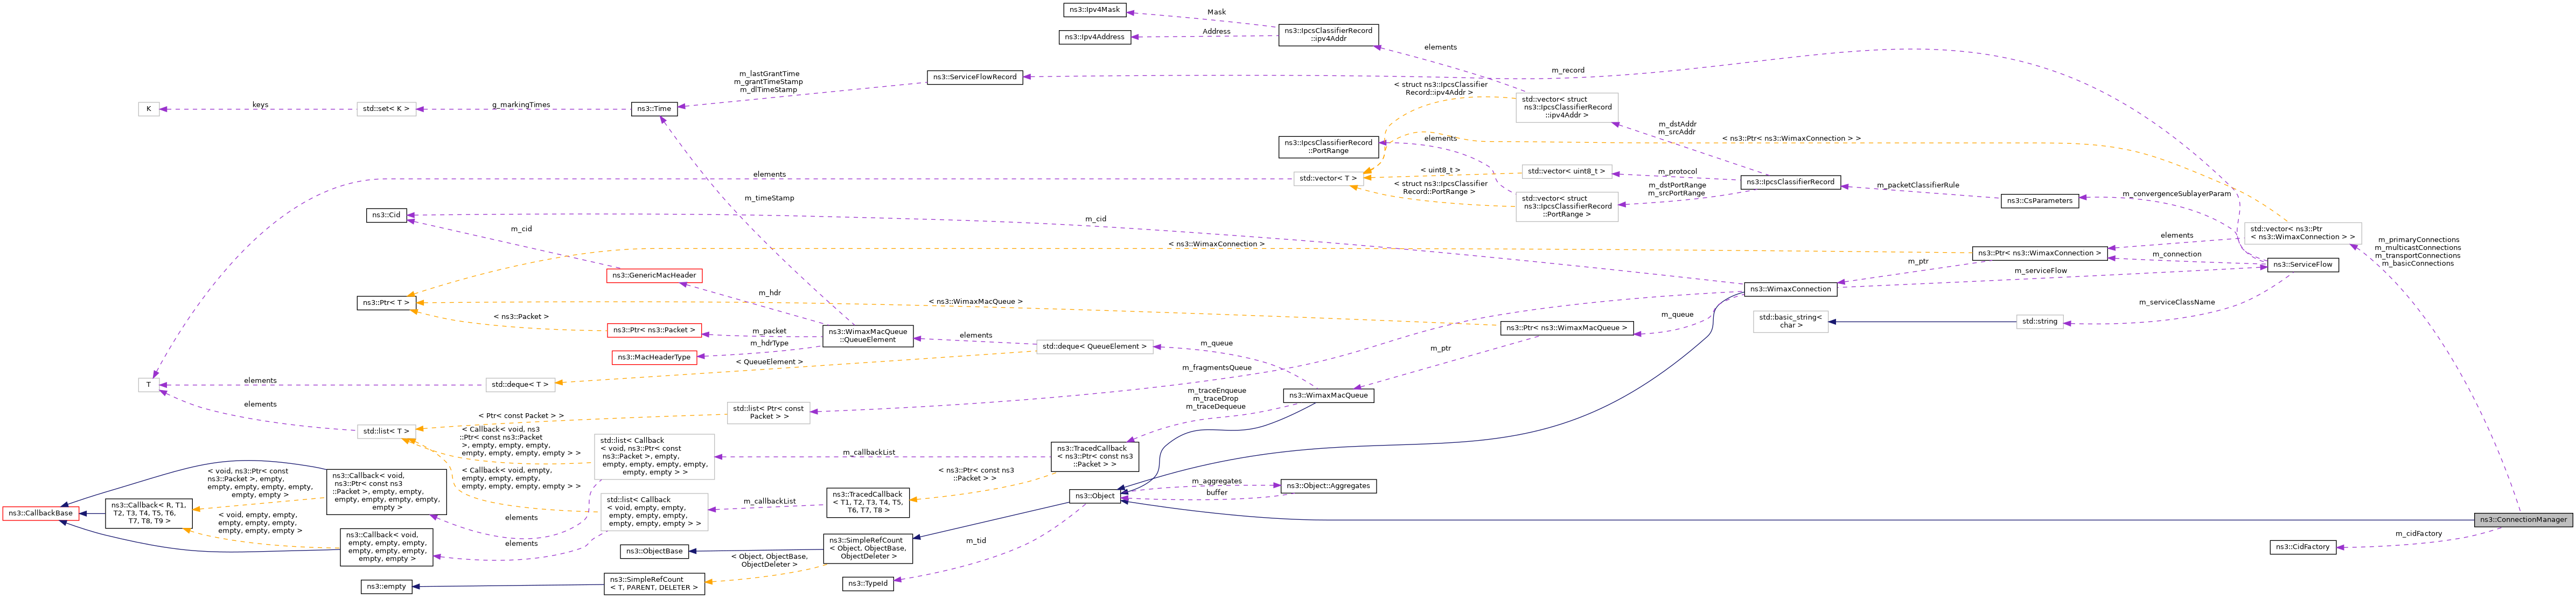 ns3::Ipv4Mask
Mask
ns3::IpcsClassifierRecord
::ipv4Addr
Address
ns3::Ipv4Address
elements
m_record
m_lastGrantTime
m_grantTimeStamp
m_dlTimeStamp
ns3::ServiceFlowRecord
< struct ns3::IpcsClassifier
Record::ipv4Addr >
std::vector< struct
ns3::IpcsClassifierRecord
::ipv4Addr >
K
keys
std::set< K >
g_markingTimes
ns3::Time
m_dstAddr
m_srcAddr
elements
ns3::IpcsClassifierRecord
::PortRange
< ns3::Ptr< ns3::WimaxConnection > >
elements
std::vector< T >
< uint8_t >
std::vector< uint8_t >
m_protocol
ns3::IpcsClassifierRecord
m_packetClassifierRule
< struct ns3::IpcsClassifier
Record::PortRange >
m_dstPortRange
m_srcPortRange
std::vector< struct
ns3::IpcsClassifierRecord
::PortRange >
ns3::CsParameters
m_convergenceSublayerParam
m_timeStamp
ns3::Cid
m_cid
m_cid
std::vector< ns3::Ptr
< ns3::WimaxConnection > >
elements
m_primaryConnections
m_multicastConnections
m_transportConnections
m_basicConnections
< ns3::WimaxConnection >
ns3::Ptr< ns3::WimaxConnection >
m_connection
ns3::ServiceFlow
m_ptr
m_serviceFlow
ns3::GenericMacHeader
m_hdr
ns3::WimaxConnection
ns3::Ptr< T >
< ns3::WimaxMacQueue >
m_serviceClassName
< ns3::Packet >
m_queue
std::basic_string<
char >
std::string
ns3::Ptr< ns3::Packet >
m_packet
ns3::WimaxMacQueue
::QueueElement
elements
ns3::Ptr< ns3::WimaxMacQueue >
m_hdrType
std::deque< QueueElement >
m_queue
m_ptr
ns3::MacHeaderType
< QueueElement >
m_fragmentsQueue
T
elements
std::deque< T >
m_traceEnqueue
m_traceDrop
m_traceDequeue
ns3::WimaxMacQueue
elements
< Ptr< const Packet > >
std::list< Ptr< const
Packet > >
std::list< T >
< Callback< void, ns3
::Ptr< const ns3::Packet
>, empty, empty, empty,
empty, empty, empty, empty > >
std::list< Callback
< void, ns3::Ptr< const
ns3::Packet >, empty,
empty, empty, empty, empty,
empty, empty > >
m_callbackList
ns3::TracedCallback
< ns3::Ptr< const ns3
::Packet > >
< void, ns3::Ptr< const
ns3::Packet >, empty,
empty, empty, empty, empty,
empty, empty >
ns3::Callback< void,
ns3::Ptr< const ns3
::Packet >, empty, empty,
empty, empty, empty, empty,
empty >
< Callback< void, empty,
empty, empty, empty,
empty, empty, empty, empty > >
< ns3::Ptr< const ns3
::Packet > >
m_aggregates
ns3::Object::Aggregates
buffer
ns3::Object
ns3::CallbackBase
ns3::Callback< R, T1,
T2, T3, T4, T5, T6,
T7, T8, T9 >
std::list< Callback
< void, empty, empty,
empty, empty, empty,
empty, empty, empty > >
m_callbackList
ns3::TracedCallback
< T1, T2, T3, T4, T5,
T6, T7, T8 >
< void, empty, empty,
empty, empty, empty,
empty, empty, empty >
elements
ns3::Callback< void,
empty, empty, empty,
empty, empty, empty,
empty, empty >
elements
ns3::ConnectionManager
m_cidFactory
ns3::CidFactory
m_tid
ns3::ObjectBase
ns3::SimpleRefCount
< Object, ObjectBase,
ObjectDeleter >
< Object, ObjectBase,
ObjectDeleter >
ns3::empty
ns3::SimpleRefCount
< T, PARENT, DELETER >
ns3::TypeId